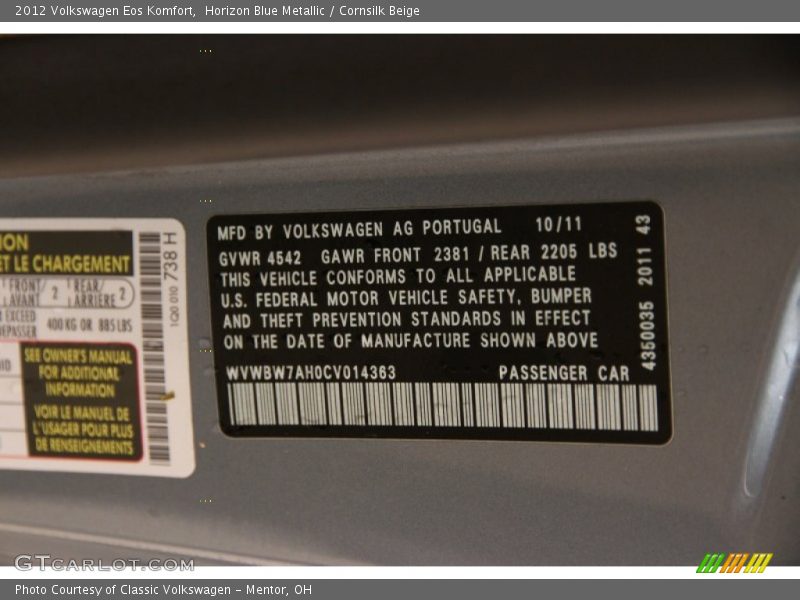 2012 Volkswagen Eos Komfort,  Horizon Blue Metallic / Cornsilk Beige
ION
ET LE CHARGEMENT
FRONT/ AVANT 2 REAR/ ARRIÈRE 2
EXCEED
400 KG OR 885 LBS
SEE OWNER'S MANUAL
FOR ADDITIONAL
INFORMATION
VOIR LE MANUEL DE
L'USAGER POUR PLUS
DE RENSEIGNEMENTS
1Q0 010 738 H
MFD BY VOLKSWAGEN AG PORTUGAL 10/11
GVWR 4542 GAWR FRONT 2381 / REAR 2205 LBS
THIS VEHICLE CONFORMS TO ALL APPLICABLE
U.S. FEDERAL MOTOR VEHICLE SAFETY, BUMPER
AND THEFT PREVENTION STANDARDS IN EFFECT
ON THE DATE OF MANUFACTURE SHOWN ABOVE
WVWBW7AH0CV014363 PASSENGER CAR
4350035 2011 43
GTCARLOT.COM
Photo Courtesy of Classic Volkswagen - Mentor, OH